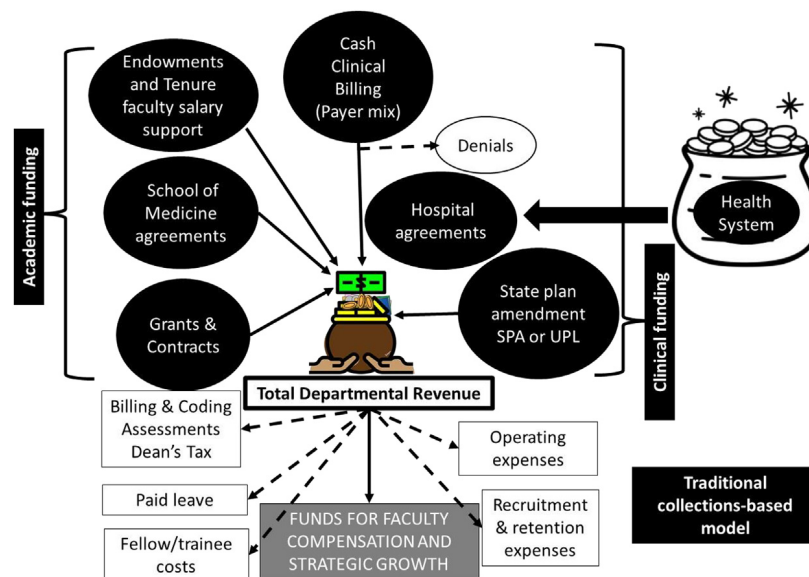 Endowments
and Tenure
faculty salary
support
Cash
Clinical
Billing
(Payer mix)
Denials
Academic funding
School of
Medicine
agreements
Hospital
agreements
Health
System
Grants &
Contracts
$
State plan
amendment
SPA or UPL
Clinical funding
Total Departmental Revenue
Billing & Coding
Assessments
Dean's Tax
Operating
expenses
Paid leave
Recruitment
& retention
expenses
Fellow/trainee
costs
FUNDS FOR FACULTY
COMPENSATION AND
STRATEGIC GROWTH
Traditional
collections-based
model